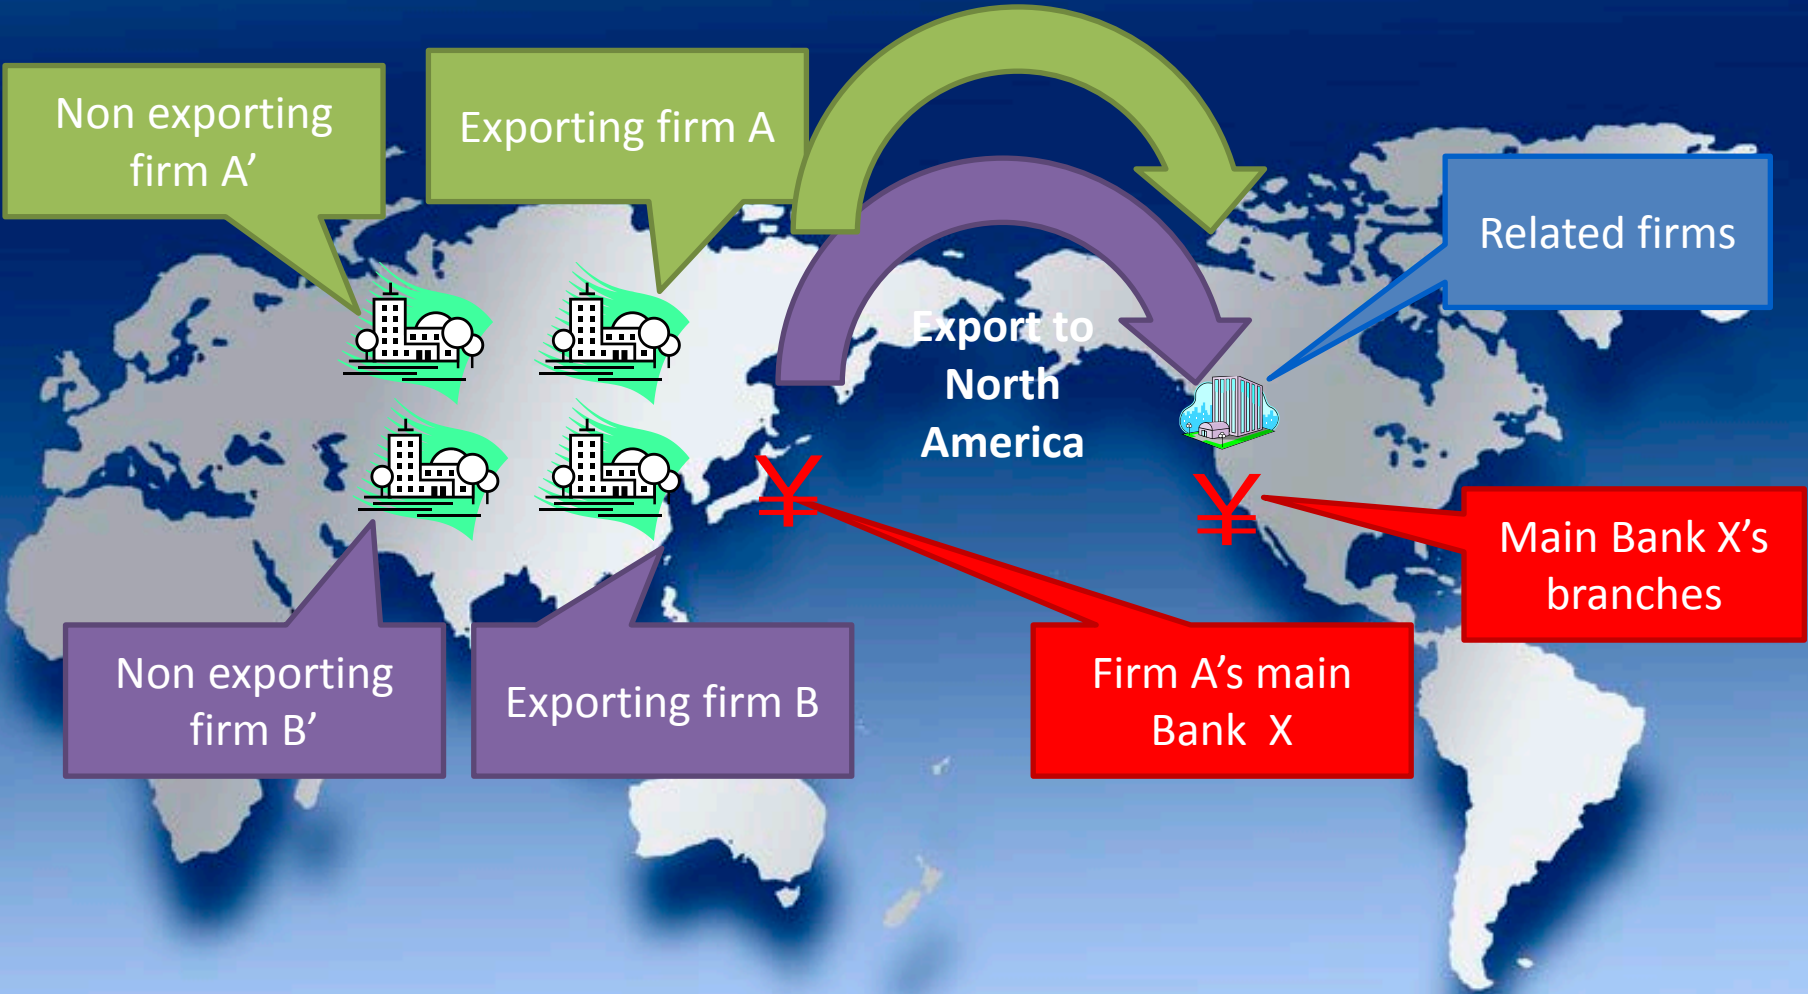 Non exporting
firm A’
Exporting firm A
Related firms
Export to
North
America
¥
¥
Main Bank X’s
branches
Non exporting
firm B’
Exporting firm B
Firm A’s main
Bank  X